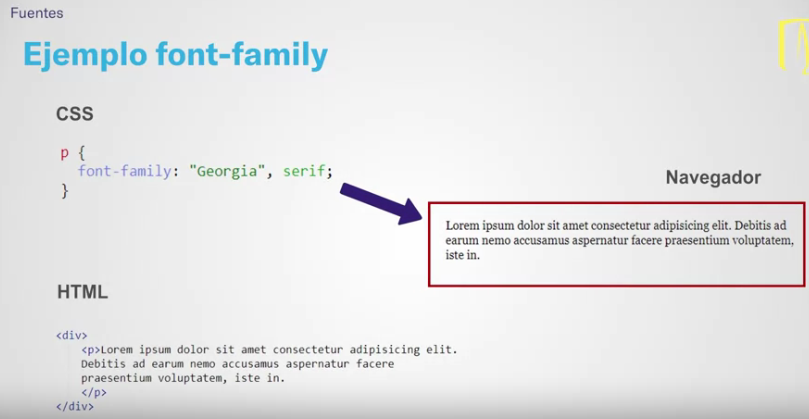 Fuentes
Ejemplo font-family
CSS
p {
font-family: "Georgia", serif;
}
Navegador
Lorem ipsum dolor sit amet consectetur adipisicing elit. Debitis ad
earum nemo accusamus aspernatur facere praesentium voluptatem,
iste in.
HTML
<div>
<p>Lorem ipsum dolor sit amet consectetur adipisicing elit.
Debitis ad earum nemo accusamus aspernatur facere
praesentium voluptatem, iste in.
</p>
</div>